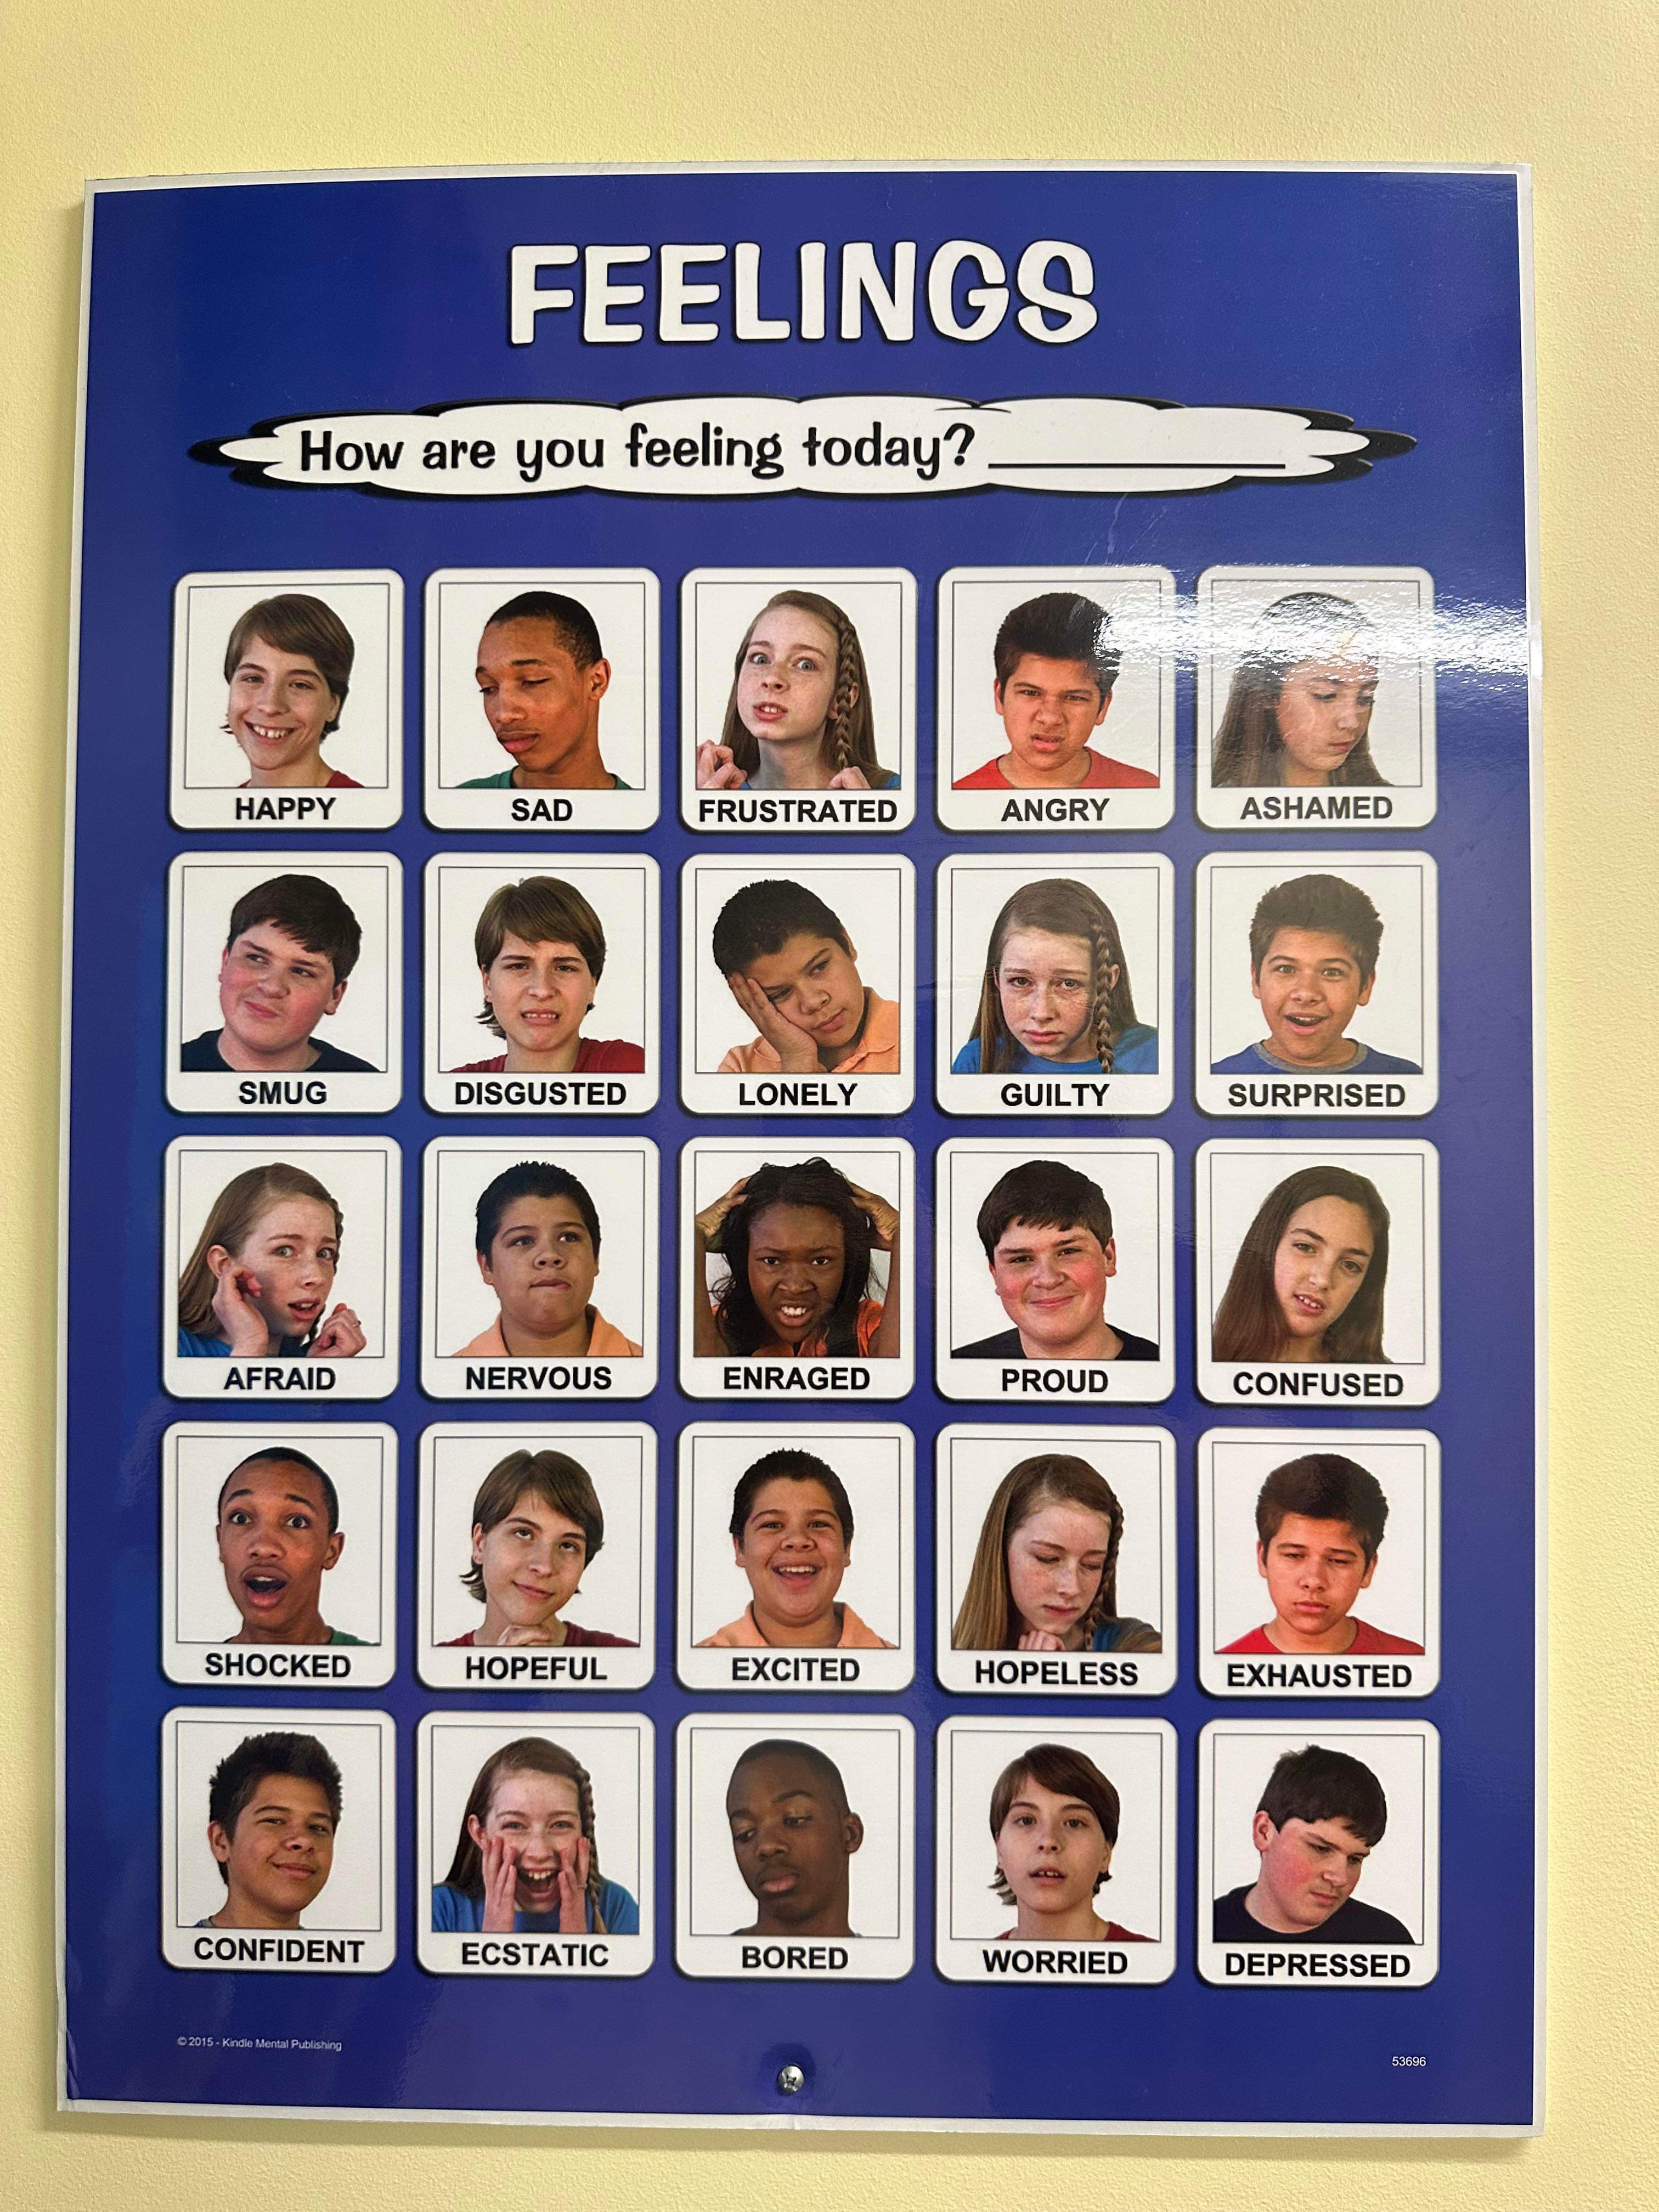 FEELINGS
How are you feeling today? ____________
HAPPY SAD FRUSTRATED ANGRY ASHAMED
SMUG DISGUSTED LONELY GUILTY SURPRISED
AFRAID NERVOUS ENRAGED PROUD CONFUSED
SHOCKED HOPEFUL EXCITED HOPELESS EXHAUSTED
CONFIDENT ECSTATIC BORED WORRIED DEPRESSED
© 2015 - Kindle Mental Publishing
53696